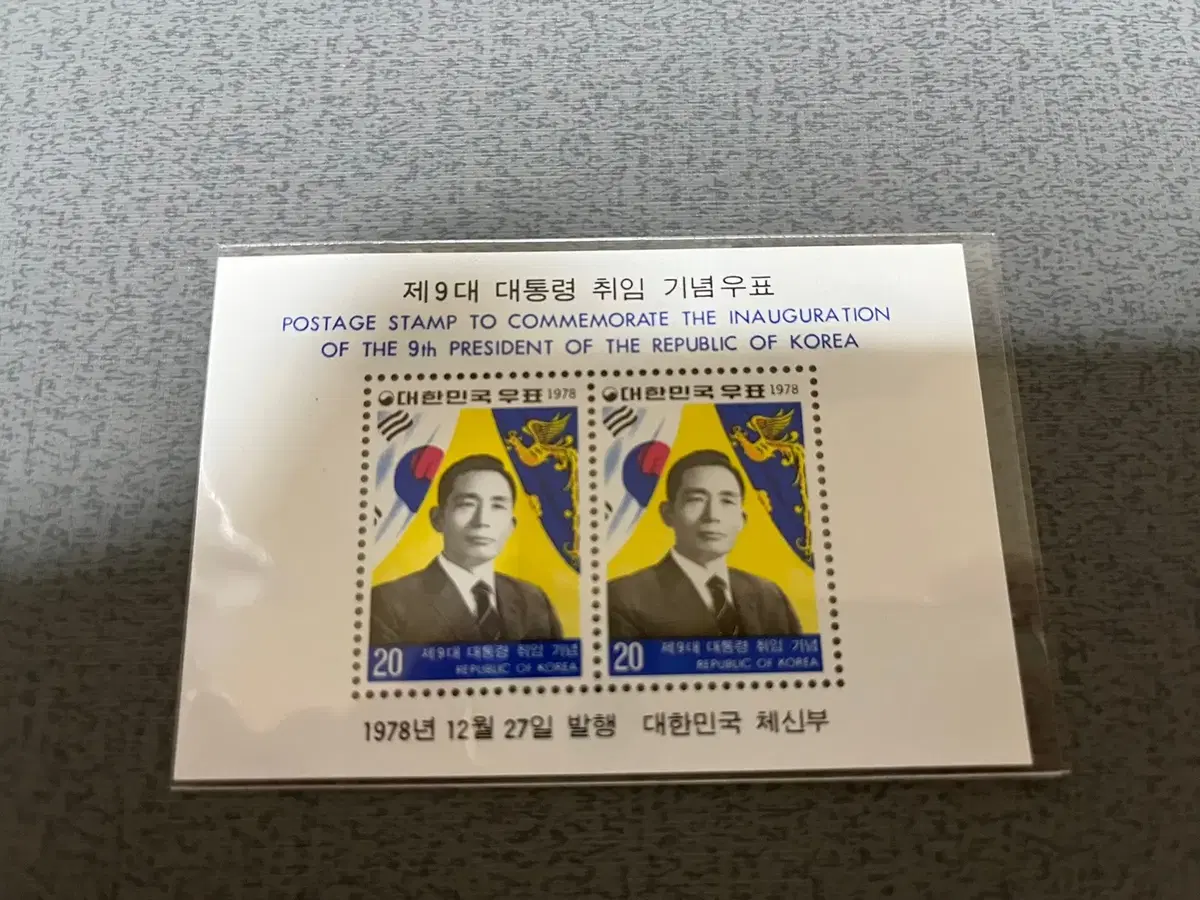 제9대 대통령 취임 기념우표
POSTAGE STAMP TO COMMEMORATE THE INAUGURATION
OF THE 9th PRESIDENT OF THE REPUBLIC OF KOREA
대한민국 우표 1978
대한민국 우표 1978
20 제9대 대통령 취임 기념
REPUBLIC OF KOREA
20 제9대 대통령 취임 기념
REPUBLIC OF KOREA
1978년 12월 27일 발행 대한민국 체신부